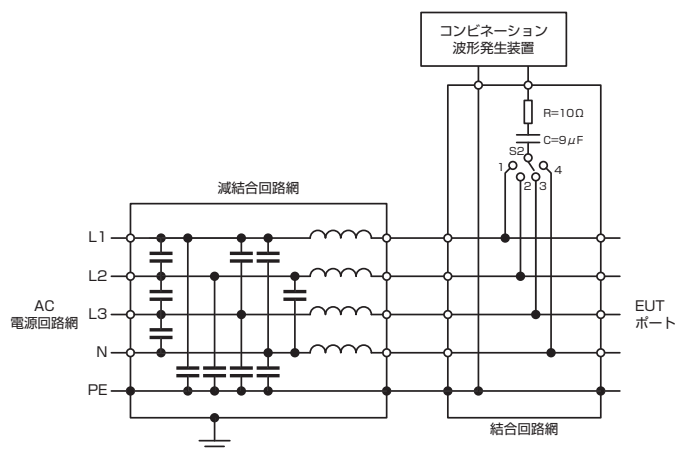 コンビネーション
波形発生装置
R=10Ω
C=9μF
S2
1
4
2
3
減結合回路網
L1
L2
AC
電源回路網
L3
N
PE
EUT
ポート
結合回路網